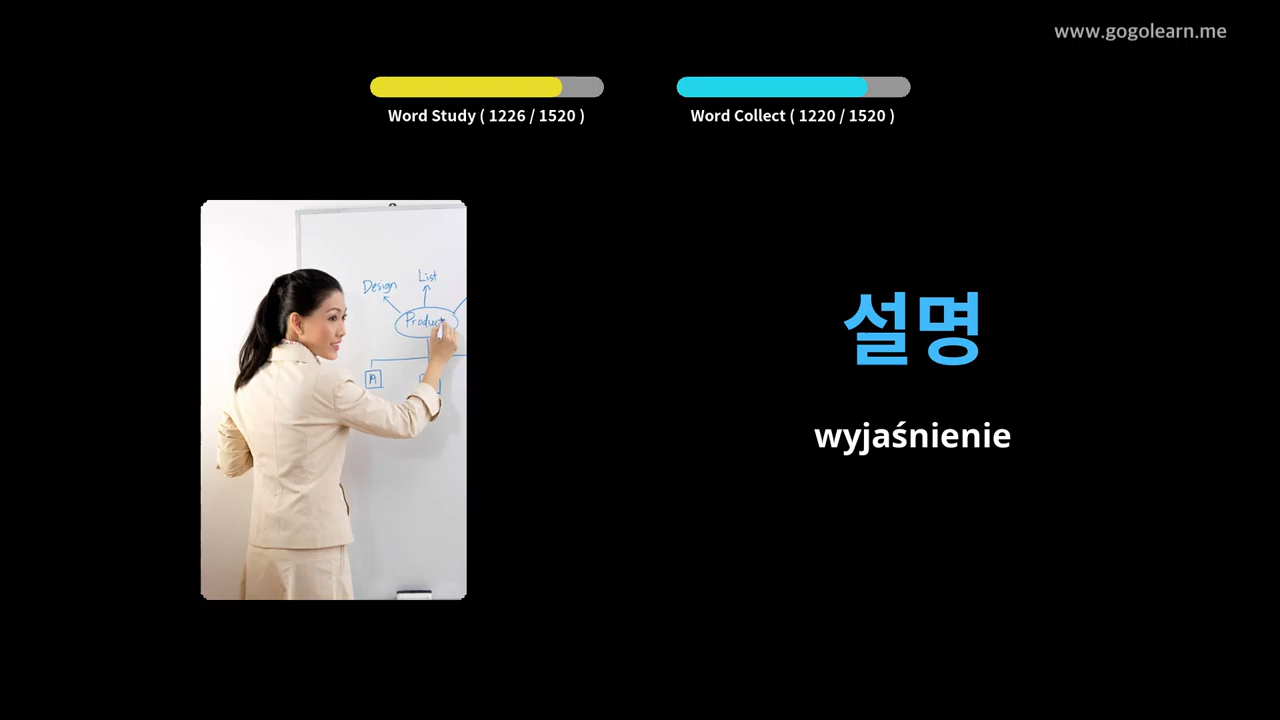 www.gogolearn.me
Word Study ( 1226 / 1520 )
Word Collect ( 1220 / 1520 )
List
Design
Product
A
설명
wyjaśnienie